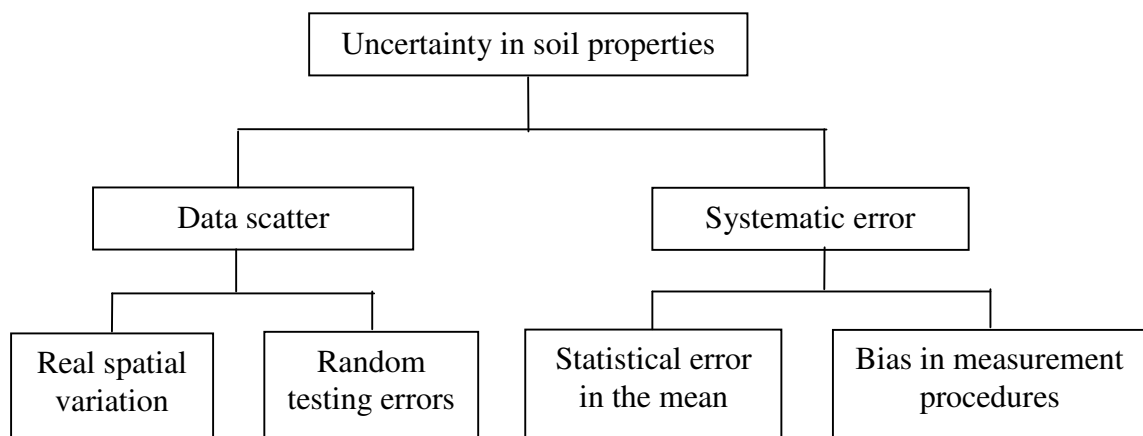 Uncertainty in soil properties
Data scatter
Systematic error
Real spatial
variation
Random
testing errors
Statistical error
in the mean
Bias in measurement
procedures